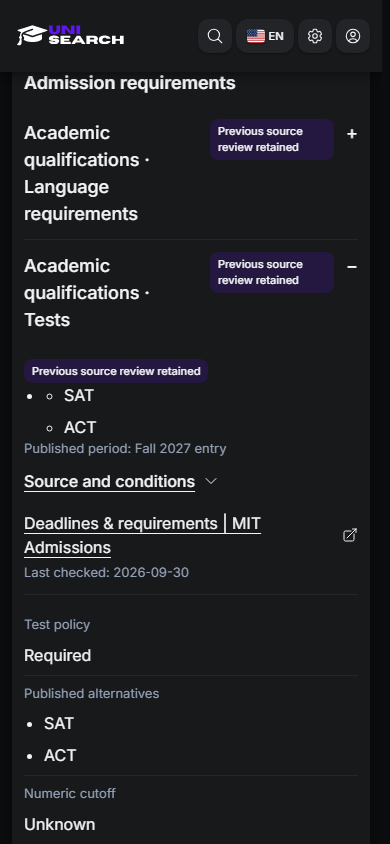 UNI
SEARCH
EN
Admission requirements
Academic
qualifications ·
Language
requirements
Previous source
review retained
+
Academic
qualifications ·
Tests
Previous source
review retained
−
Previous source review retained
SAT
ACT
Published period: Fall 2027 entry
Source and conditions
Deadlines & requirements | MIT
Admissions
Last checked: 2026-09-30
Test policy
Required
Published alternatives
SAT
ACT
Numeric cutoff
Unknown